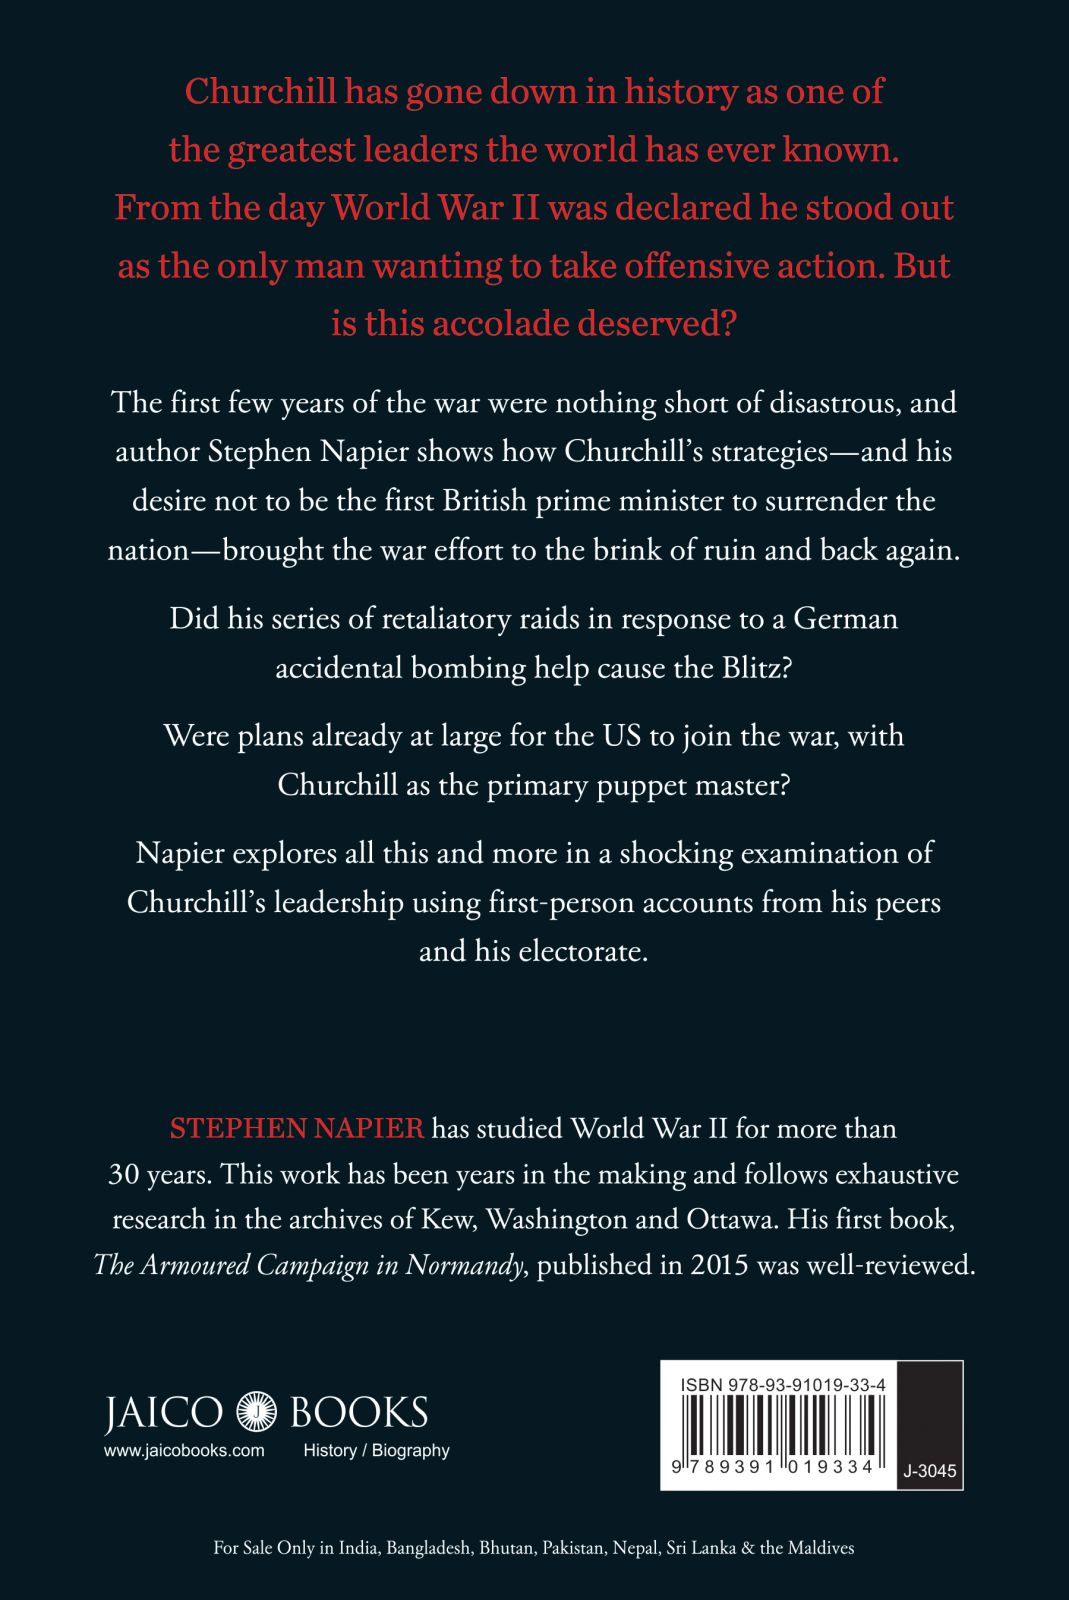 Churchill has gone down in history as one of
the greatest leaders the world has ever known.
From the day World War II was declared he stood out
as the only man wanting to take offensive action. But
is this accolade deserved?
The first few years of the war were nothing short of disastrous, and
author Stephen Napier shows how Churchill’s strategies—and his
desire not to be the first British prime minister to surrender the
nation—brought the war effort to the brink of ruin and back again.
Did his series of retaliatory raids in response to a German
accidental bombing help cause the Blitz?
Were plans already at large for the US to join the war, with
Churchill as the primary puppet master?
Napier explores all this and more in a shocking examination of
Churchill’s leadership using first-person accounts from his peers
and his electorate.
STEPHEN NAPIER has studied World War II for more than
30 years. This work has been years in the making and follows exhaustive
research in the archives of Kew, Washington and Ottawa. His first book,
The Armoured Campaign in Normandy, published in 2015 was well-reviewed.
JAICO J BOOKS
www.jaicobooks.com History / Biography
ISBN 978-93-91019-33-4
9 789391 019334
J-3045
For Sale Only in India, Bangladesh, Bhutan, Pakistan, Nepal, Sri Lanka & the Maldives